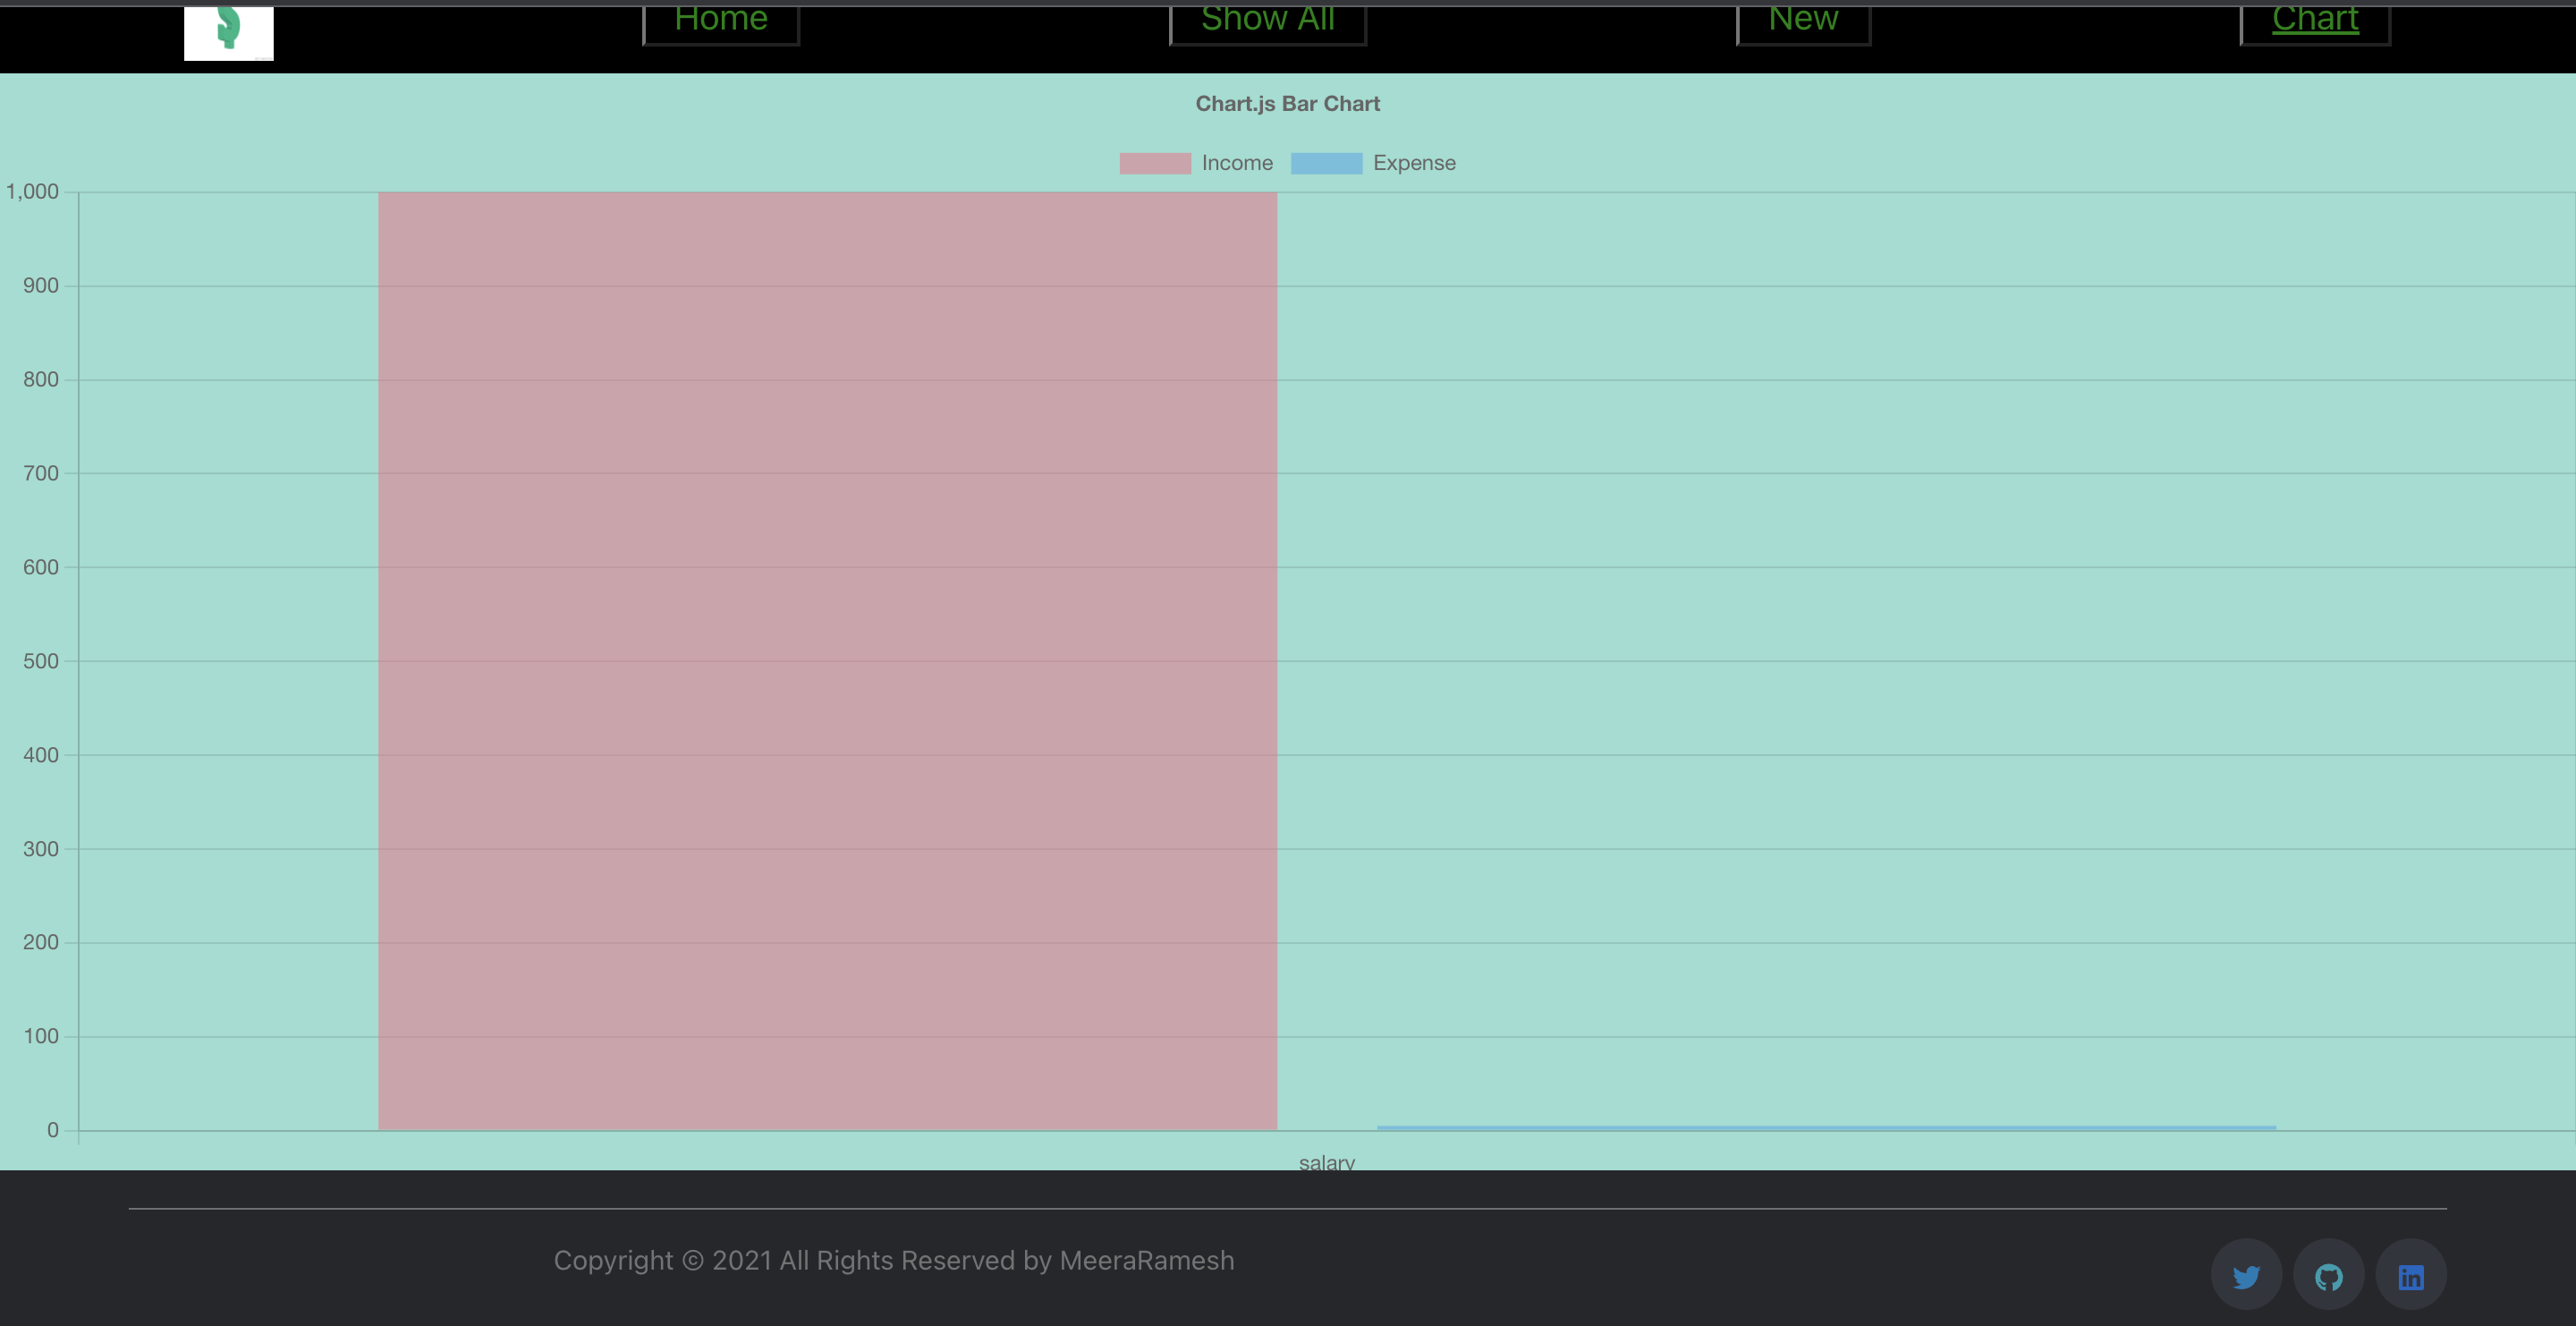 Home Show All New Chart
Chart.js Bar Chart
Income Expense
1,000
900
800
700
600
500
400
300
200
100
0
salary
Copyright © 2021 All Rights Reserved by MeeraRamesh
in